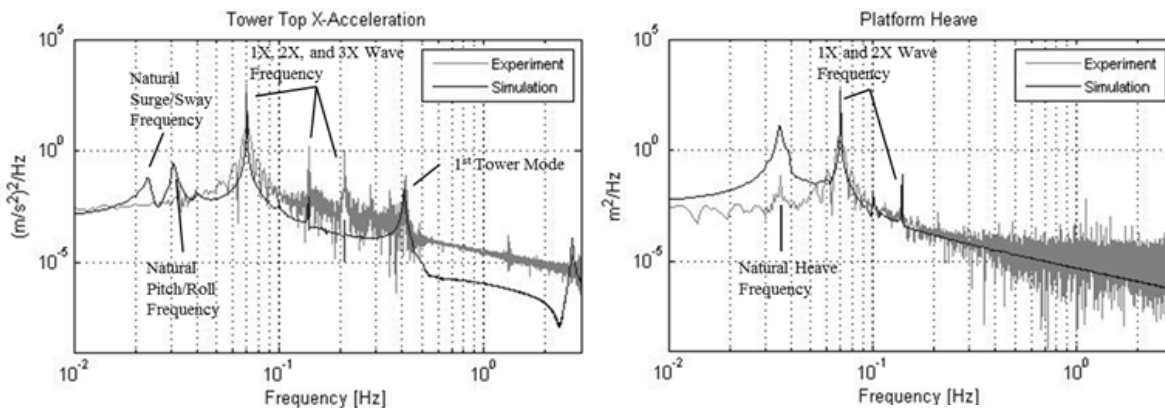 Tower Top X-Acceleration
10^5
10^0
10^-5
(m/s²)²/Hz
Natural
Surge/Sway
Frequency
1X, 2X, and 3X Wave
Frequency
Experiment
Simulation
1st Tower Mode
Natural
Pitch/Roll
Frequency
10^-2
10^-1
10^0
Frequency [Hz]
Platform Heave
10^5
10^0
10^-5
m²/Hz
1X and 2X Wave
Frequency
Experiment
Simulation
Natural Heave
Frequency
10^-2
10^-1
10^0
Frequency [Hz]